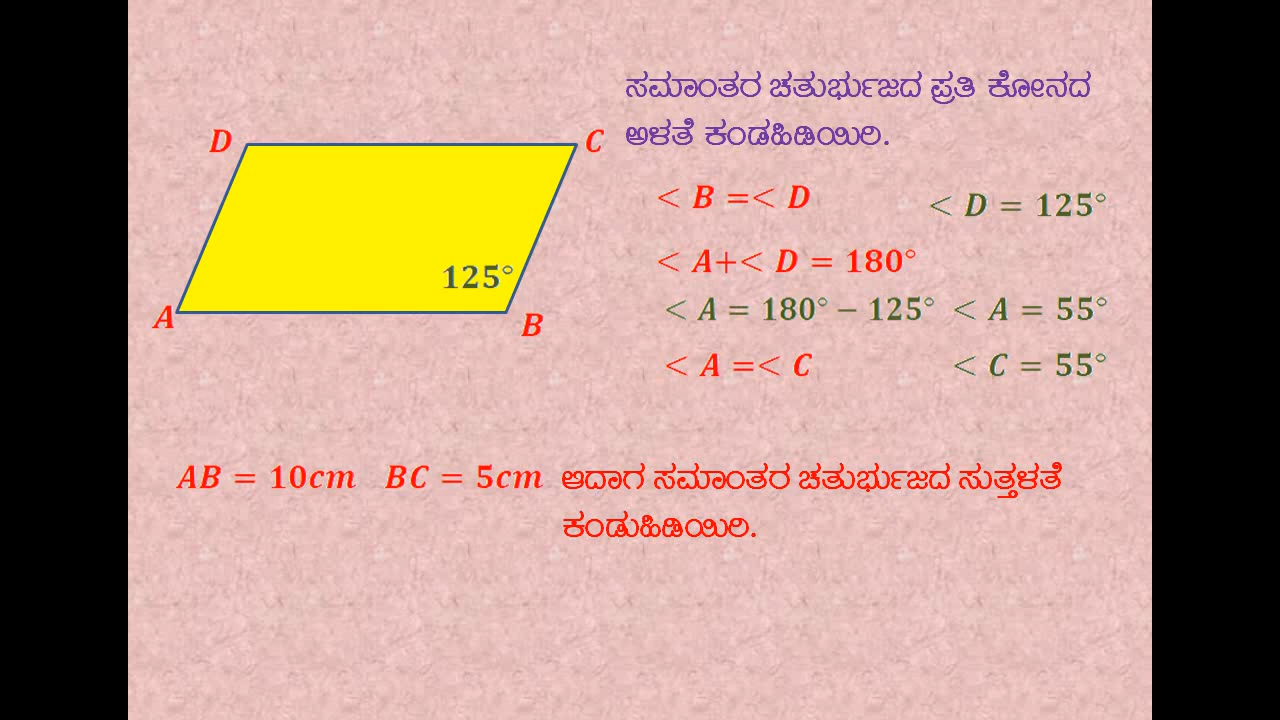 ಸಮಾಂತರ ಚತುರ್ಭುಜದ ಪ್ರತಿ ಕೋನದ
ಅಳತೆ ಕಂಡಹಿಡಿಯಿರಿ.
D
C
125°
A
B
< B =< D
< D = 125°
< A+< D = 180°
< A = 180° − 125° < A = 55°
< A =< C
< C = 55°
AB = 10cm BC = 5cm ಆದಾಗ ಸಮಾಂತರ ಚತುರ್ಭುಜದ ಸುತ್ತಳತೆ
ಕಂಡುಹಿಡಿಯಿರಿ.